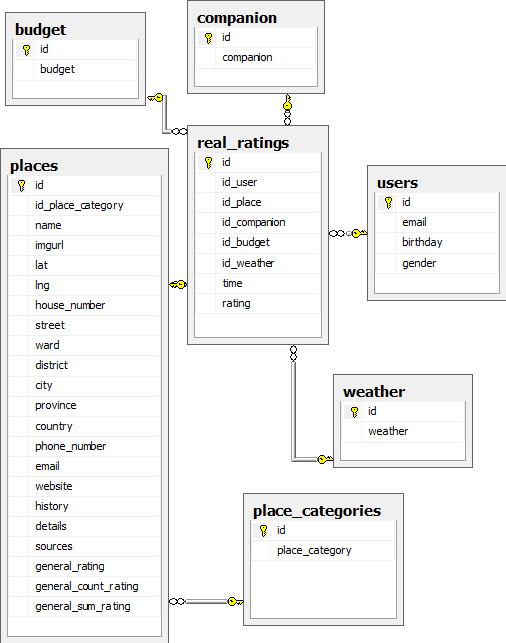 budget
id
budget
companion
id
companion
real_ratings
id
id_user
id_place
id_companion
id_budget
id_weather
time
rating
places
id
id_place_category
name
imgurl
lat
lng
house_number
street
ward
district
city
province
country
phone_number
email
website
history
details
sources
general_rating
general_count_rating
general_sum_rating
users
id
email
birthday
gender
weather
id
weather
place_categories
id
place_category